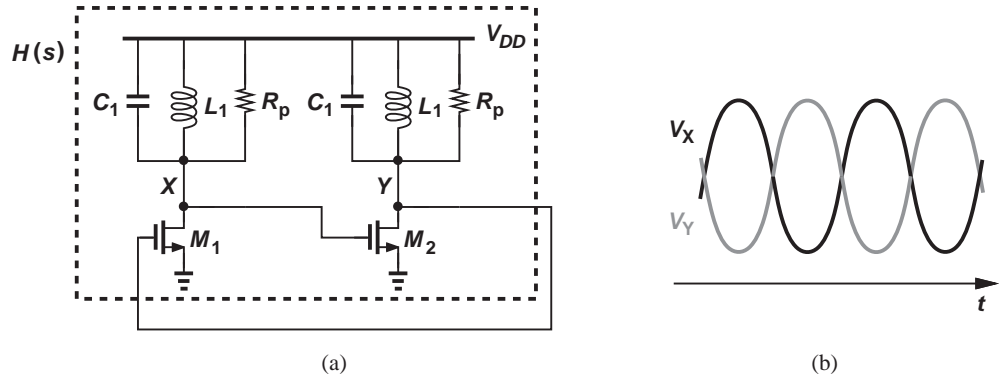 H(s)
V_DD
C_1
L_1
R_p
C_1
L_1
R_p
X
Y
M_1
M_2
(a)
V_X
V_Y
t
(b)